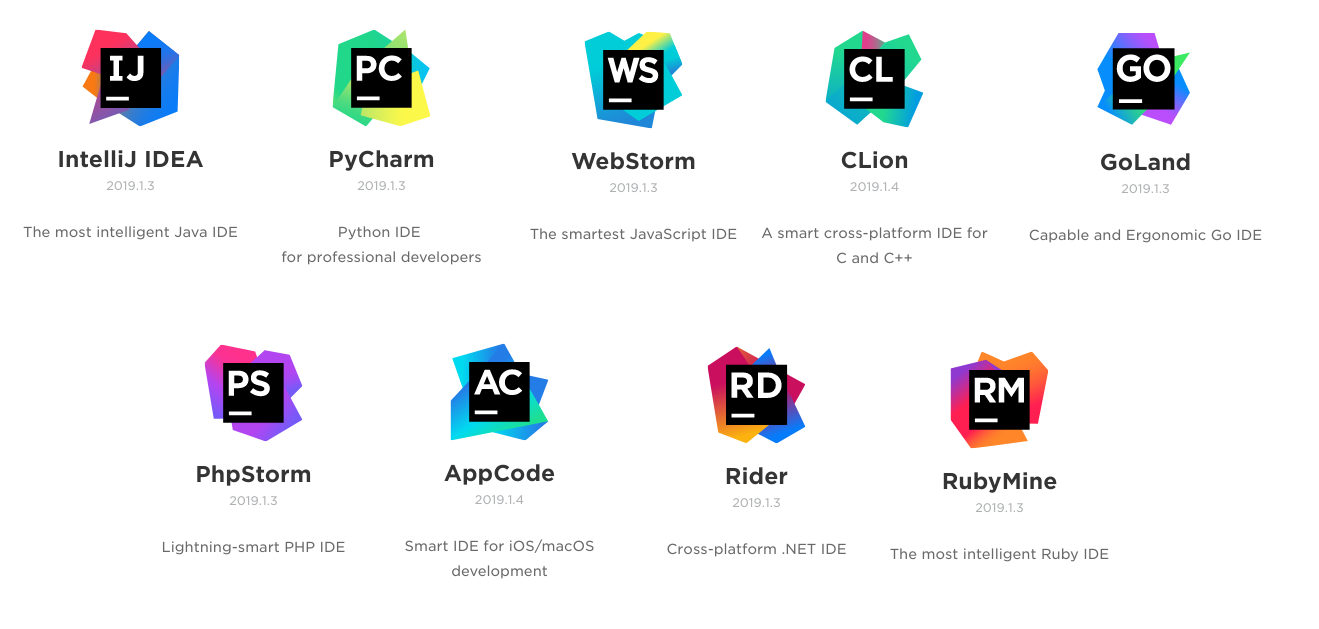 IJ
PC
WS
CL
GO
IntelliJ IDEA
PyCharm
WebStorm
CLion
GoLand
2019.1.3
2019.1.3
2019.1.3
2019.1.4
2019.1.3
The most intelligent Java IDE
Python IDE
for professional developers
The smartest JavaScript IDE
A smart cross-platform IDE for
C and C++
Capable and Ergonomic Go IDE
PS
AC
RD
RM
PhpStorm
AppCode
Rider
RubyMine
2019.1.3
2019.1.4
2019.1.3
2019.1.3
Lightning-smart PHP IDE
Smart IDE for iOS/macOS
development
Cross-platform .NET IDE
The most intelligent Ruby IDE